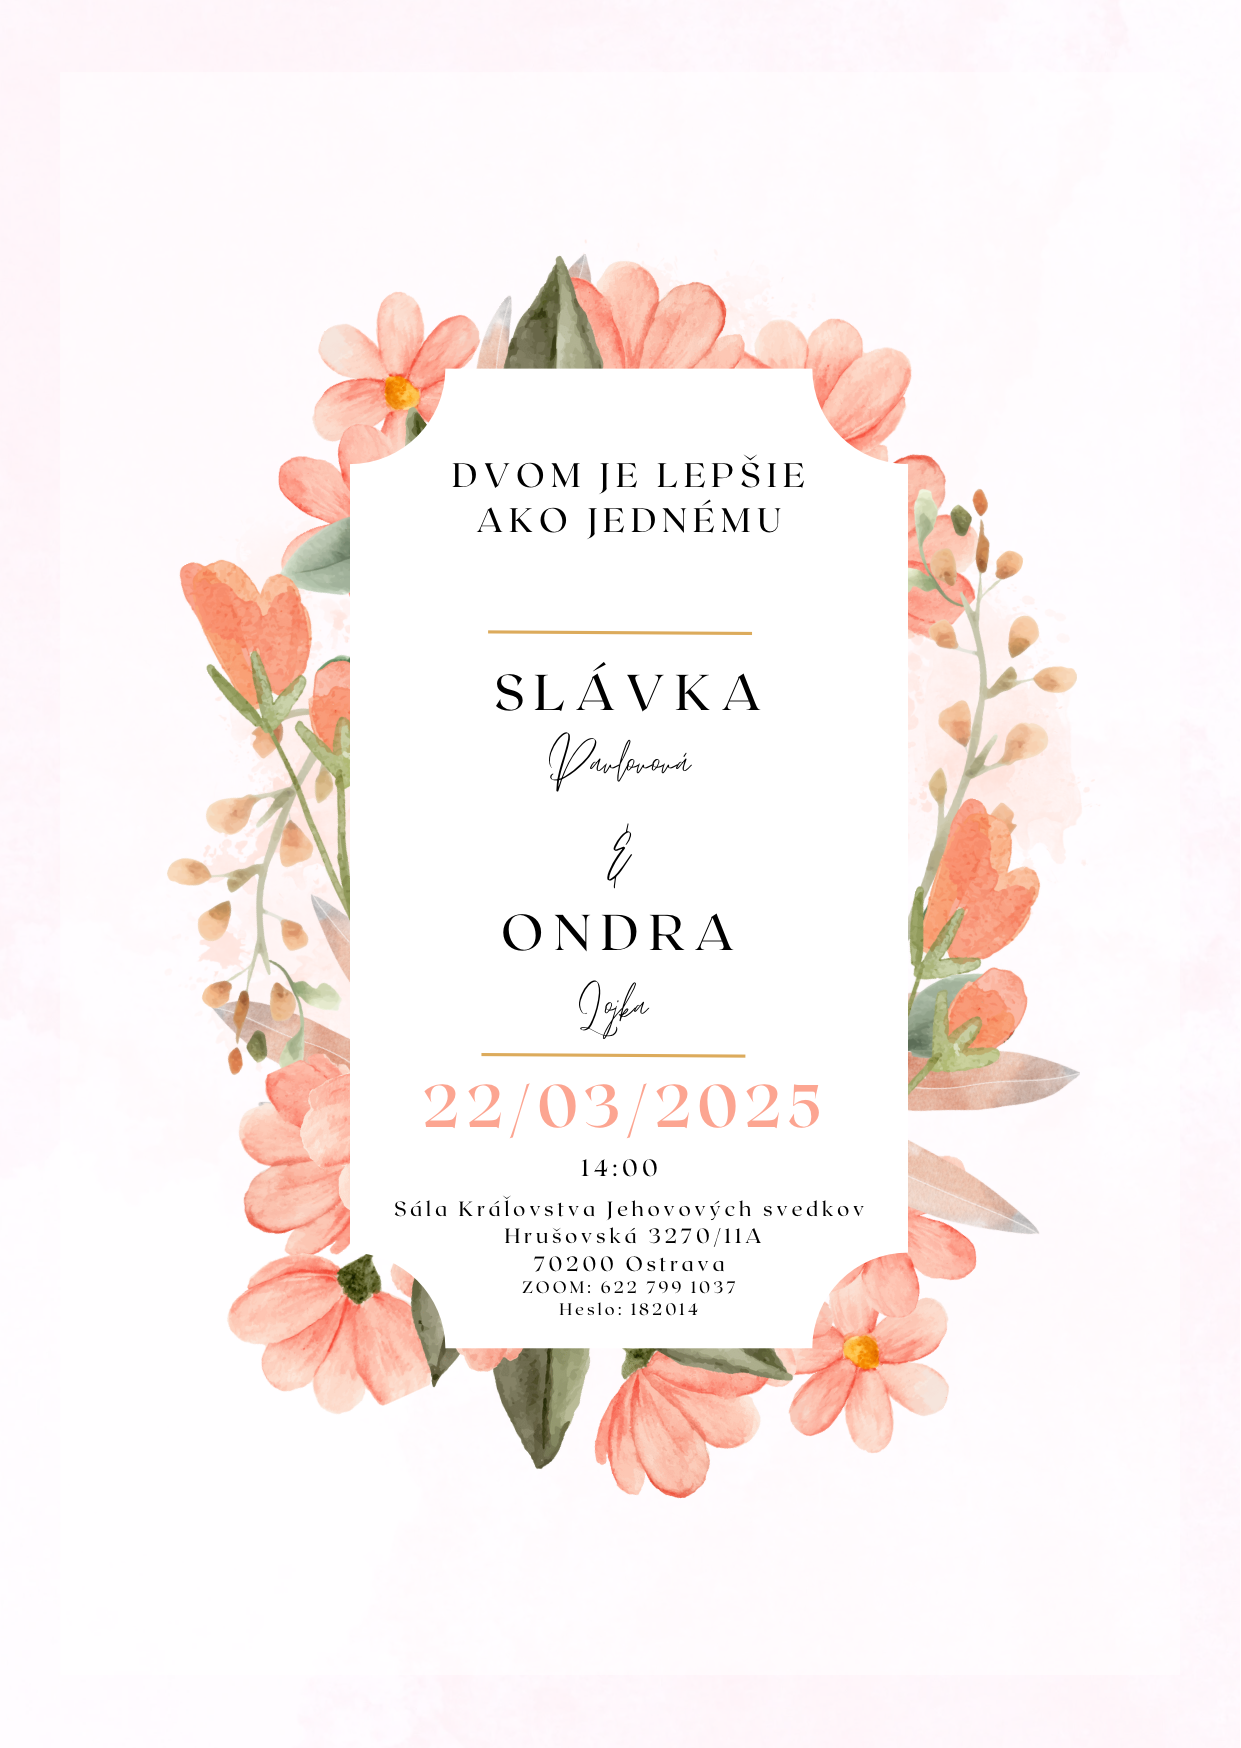 DVOM JE LEPŠIE
AKO JEDNÉMU
SLÁVKA
Pavlovová
&
ONDRA
Lojka
22/03/2025
14:00
Sála Kráľovstva Jehovových svedkov
Hrušovská 3270/11A
70200 Ostrava
ZOOM: 622 799 1037
Heslo: 182014